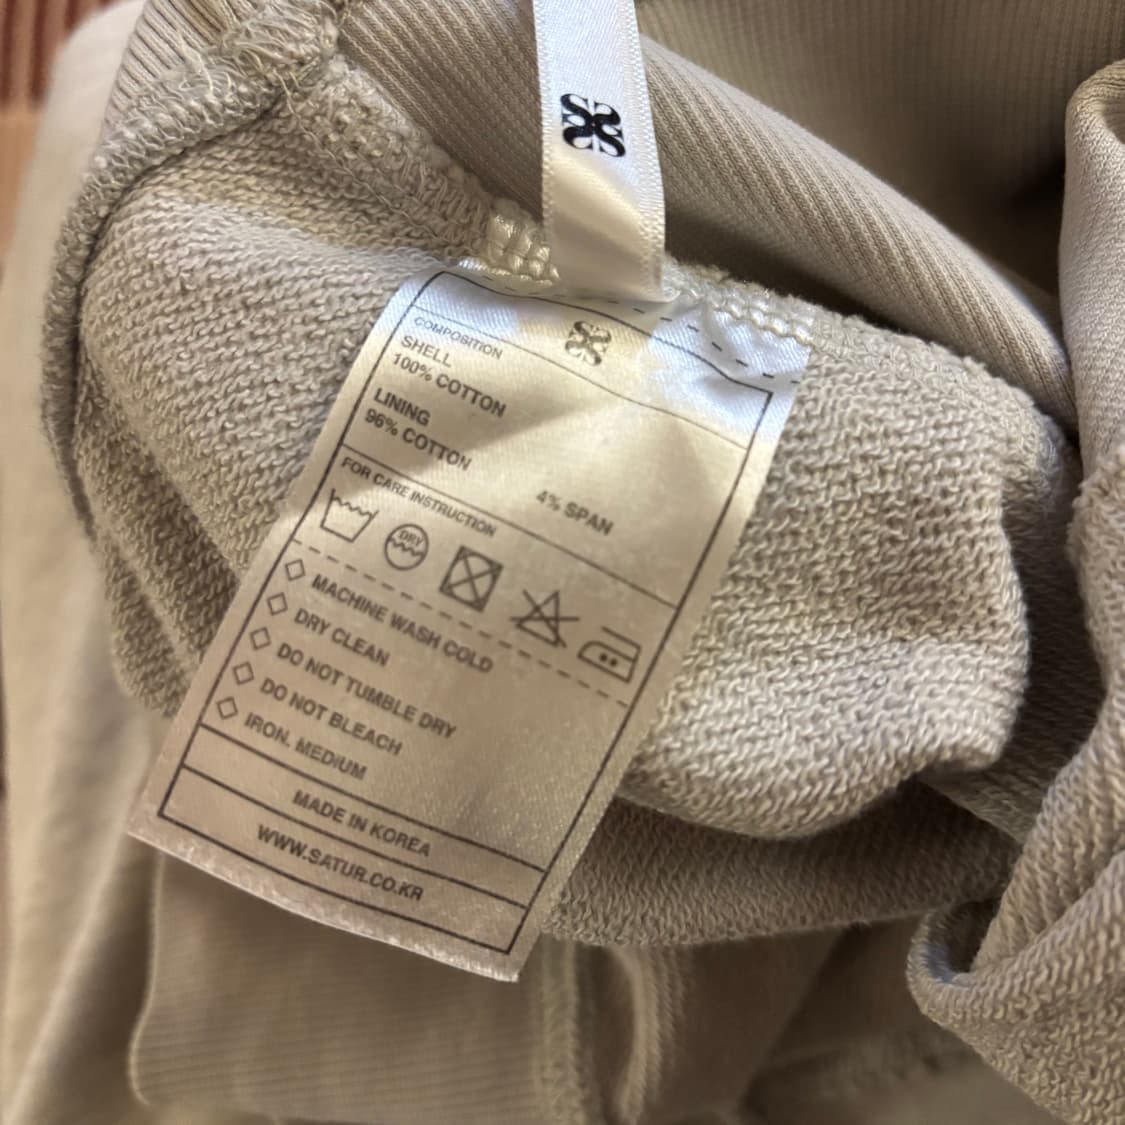 COMPOSITION
SHELL
100% COTTON
LINING
96% COTTON
4% SPAN
FOR CARE INSTRUCTION
DRY
MACHINE WASH COLD
DRY CLEAN
DO NOT TUMBLE DRY
DO NOT BLEACH
IRON. MEDIUM
MADE IN KOREA
WWW.SATUR.CO.KR